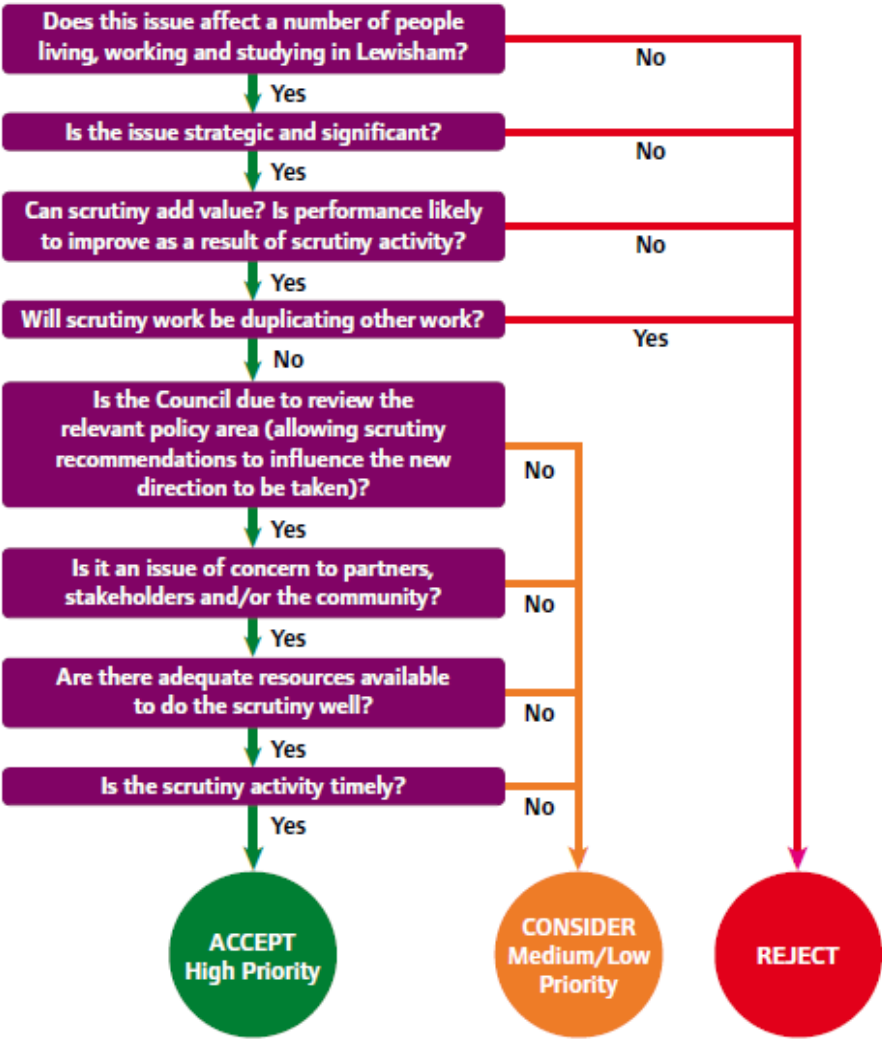 Does this issue affect a number of people
living, working and studying in Lewisham?
No
Yes
Is the issue strategic and significant?
No
Yes
Can scrutiny add value? Is performance likely
to improve as a result of scrutiny activity?
No
Yes
Will scrutiny work be duplicating other work?
Yes
No
Is the Council due to review the
relevant policy area (allowing scrutiny
recommendations to influence the new
direction to be taken)?
No
Yes
Is it an issue of concern to partners,
stakeholders and/or the community?
No
Yes
Are there adequate resources available
to do the scrutiny well?
No
Yes
Is the scrutiny activity timely?
No
Yes
ACCEPT
High Priority
CONSIDER
Medium/Low
Priority
REJECT